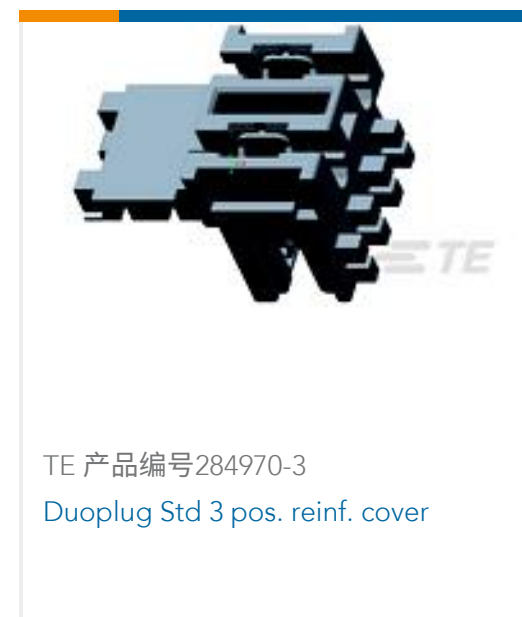 TE
TE 产品编号284970-3
Duoplug Std 3 pos. reinf. cover